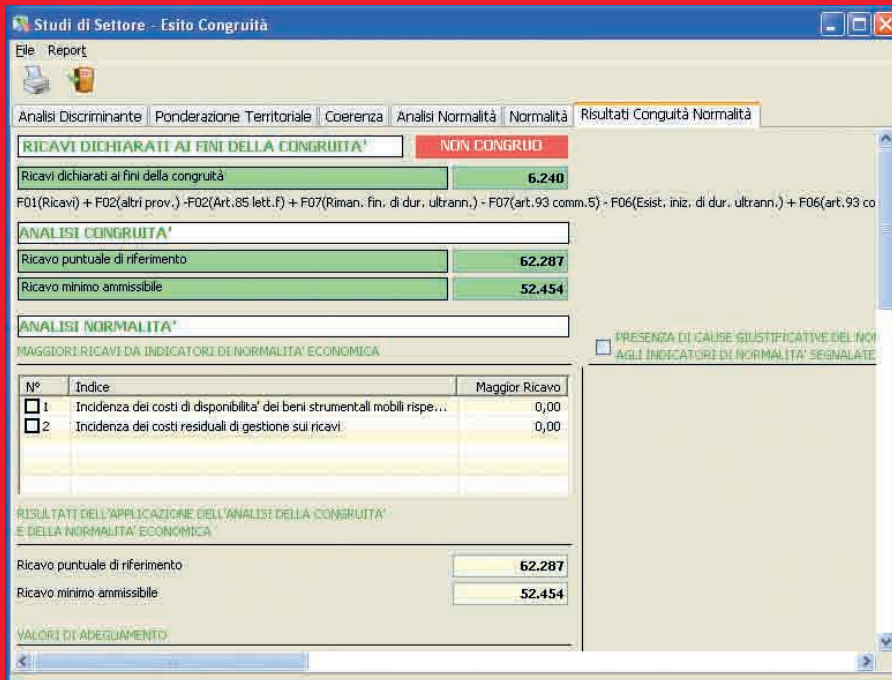 Studi di Settore - Esito Congruità
File Report
Analisi Discriminante Ponderazione Territoriale Coerenza Analisi Normalità Normalità Risultati Conguità Normalità
RICAVI DICHIARATI AI FINI DELLA CONGRUITA' NON CONGRUO
Ricavi dichiarati ai fini della congruità 6.240
F01(Ricavi) + F02(altri prov.) -F02(Art.85 lett.f) + F07(Riman. fin. di dur. ultrann.) - F07(art.93 comm.5) - F06(Esist. iniz. di dur. ultrann.) + F06(art.93 co
ANALISI CONGRUITA'
Ricavo puntuale di riferimento 62.287
Ricavo minimo ammissibile 52.454
ANALISI NORMALITA'
MAGGIORI RICAVI DA INDICATORI DI NORMALITA' ECONOMICA
PRESENZA DI CAUSE GIUSTIFICATIVE DEL NO
AGLI INDICATORI DI NORMALITA' SEGNALATE
N° Indice Maggior Ricavo
1 Incidenza dei costi di disponibilita' dei beni strumentali mobili rispe... 0,00
2 Incidenza dei costi residuali di gestione sui ricavi 0,00
RISULTATI DELL'APPLICAZIONE DELL'ANALISI DELLA CONGRUITA'
E DELLA NORMALITA' ECONOMICA
Ricavo puntuale di riferimento 62.287
Ricavo minimo ammissibile 52.454
VALORI DI ADEGUAMENTO